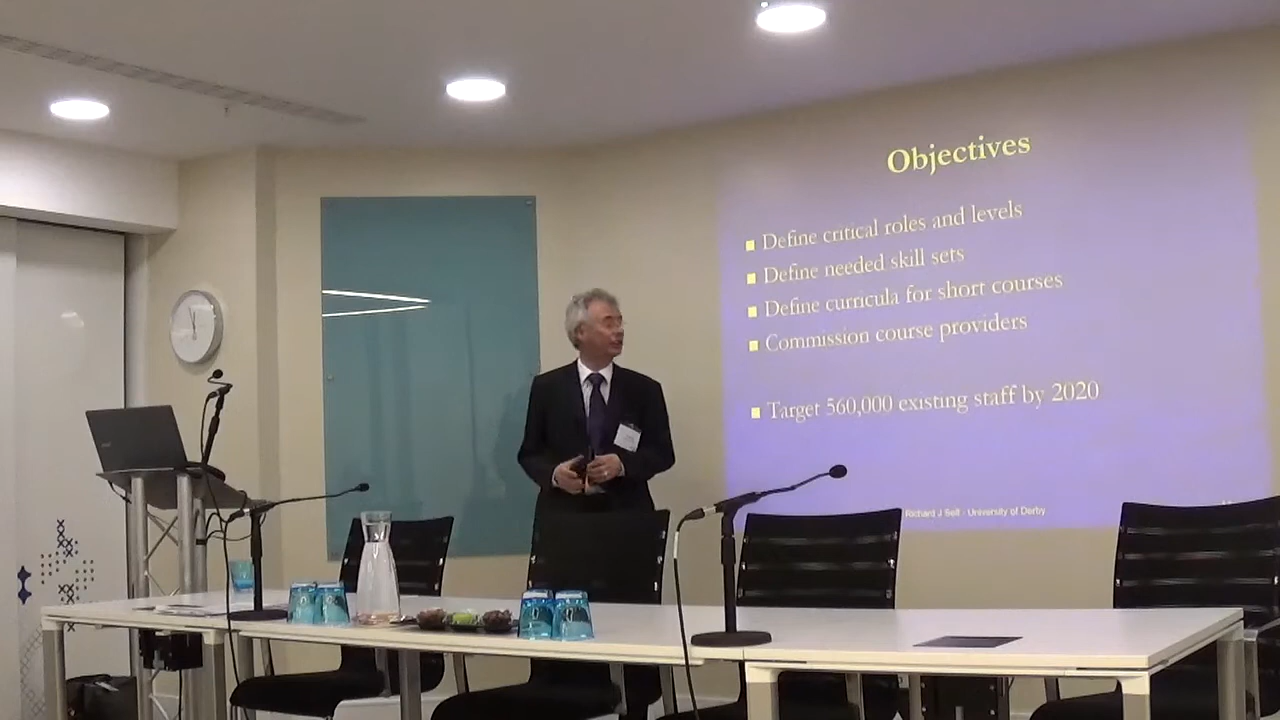 Objectives
Define critical roles and levels
Define needed skill sets
Define curricula for short courses
Commission course providers
Target 560,000 existing staff by 2020
Richard J Self - University of Derby